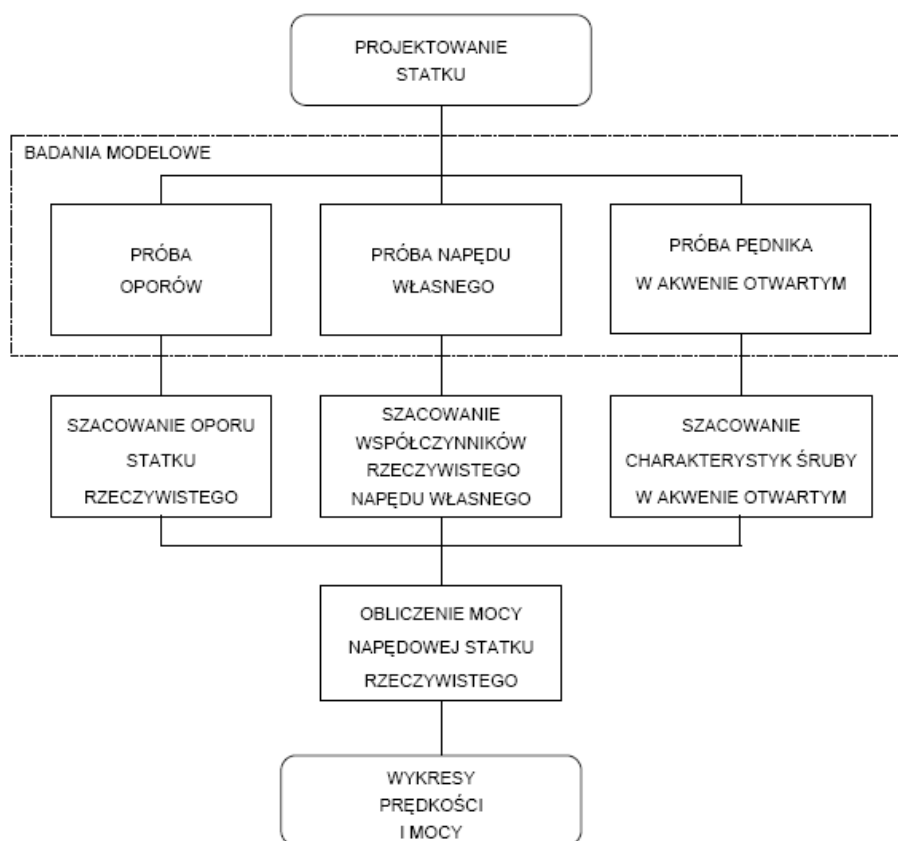 PROJEKTOWANIE
STATKU
BADANIA MODELOWE
PRÓBA
OPORÓW
PRÓBA NAPĘDU
WŁASNEGO
PRÓBA PĘDNIKA
W AKWENIE OTWARTYM
SZACOWANIE OPORU
STATKU
RZECZYWISTEGO
SZACOWANIE
WSPÓŁCZYNNIKÓW
RZECZYWISTEGO
NAPĘDU WŁASNEGO
SZACOWANIE
CHARAKTERYSTYK ŚRUBY
W AKWENIE OTWARTYM
OBLICZENIE MOCY
NAPĘDOWEJ STATKU
RZECZYWISTEGO
WYKRESY
PRĘDKOŚCI
I MOCY